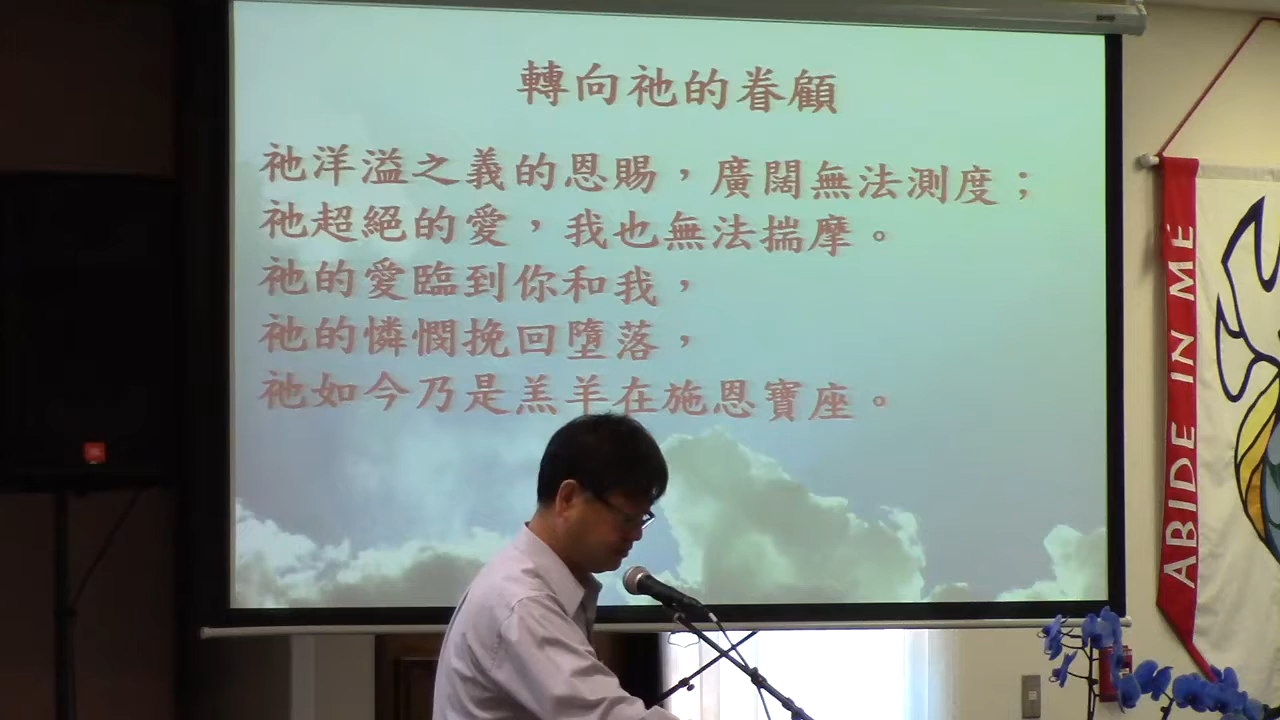 轉向祂的眷顧
祂洋溢之義的恩賜，廣闊無法測度；
祂超絕的愛，我也無法揣摩。
祂的愛臨到你和我，
祂的憐憫挽回墮落，
祂如今乃是羔羊在施恩寶座。
ABIDE IN ME